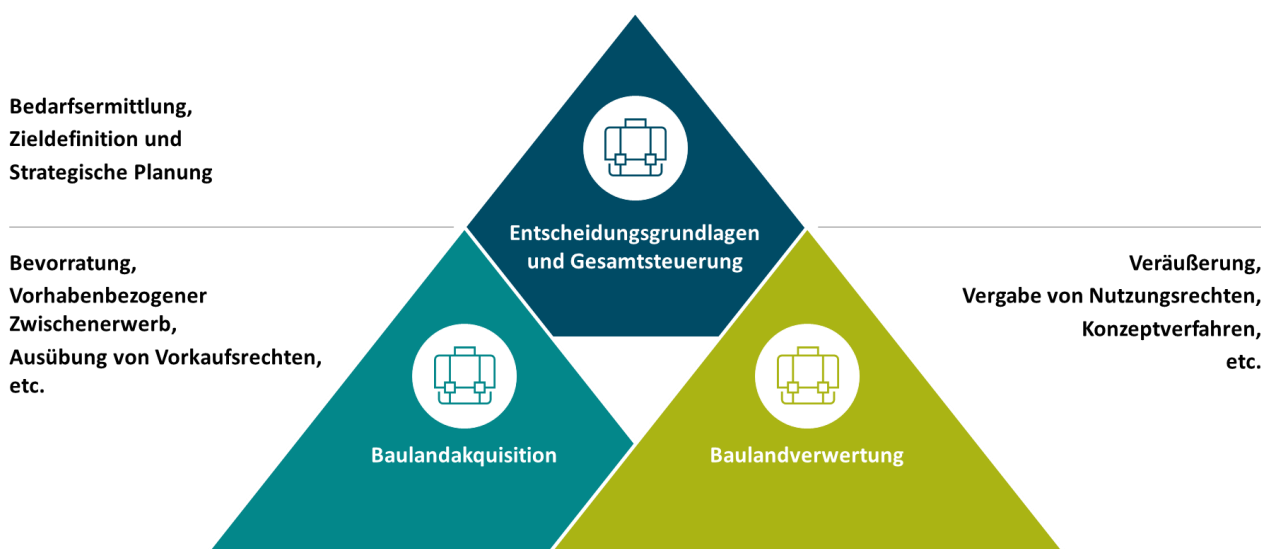 Bedarfsermittlung,
Zieldefinition und
Strategische Planung
Entscheidungsgrundlagen
und Gesamtsteuerung
Bevorratung,
Vorhabenbezogener
Zwischenerwerb,
Ausübung von Vorkaufsrechten,
etc.
Veräußerung,
Vergabe von Nutzungsrechten,
Konzeptverfahren,
etc.
Baulandakquisition
Baulandverwertung